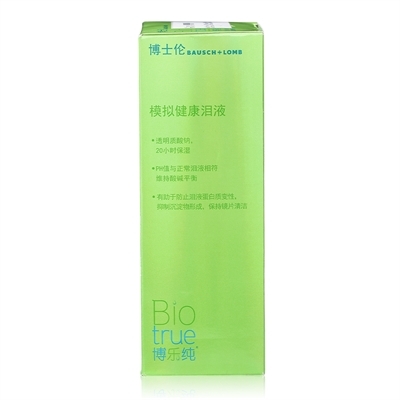 博士伦 BAUSCH+LOMB
模拟健康泪液
• 透明质酸钠，
20小时保湿
• PH值与正常泪液相符
维持酸碱平衡
• 有助于防止泪液蛋白质变性，
抑制沉淀物形成，保持镜片清洁
Bio
true
博乐纯®